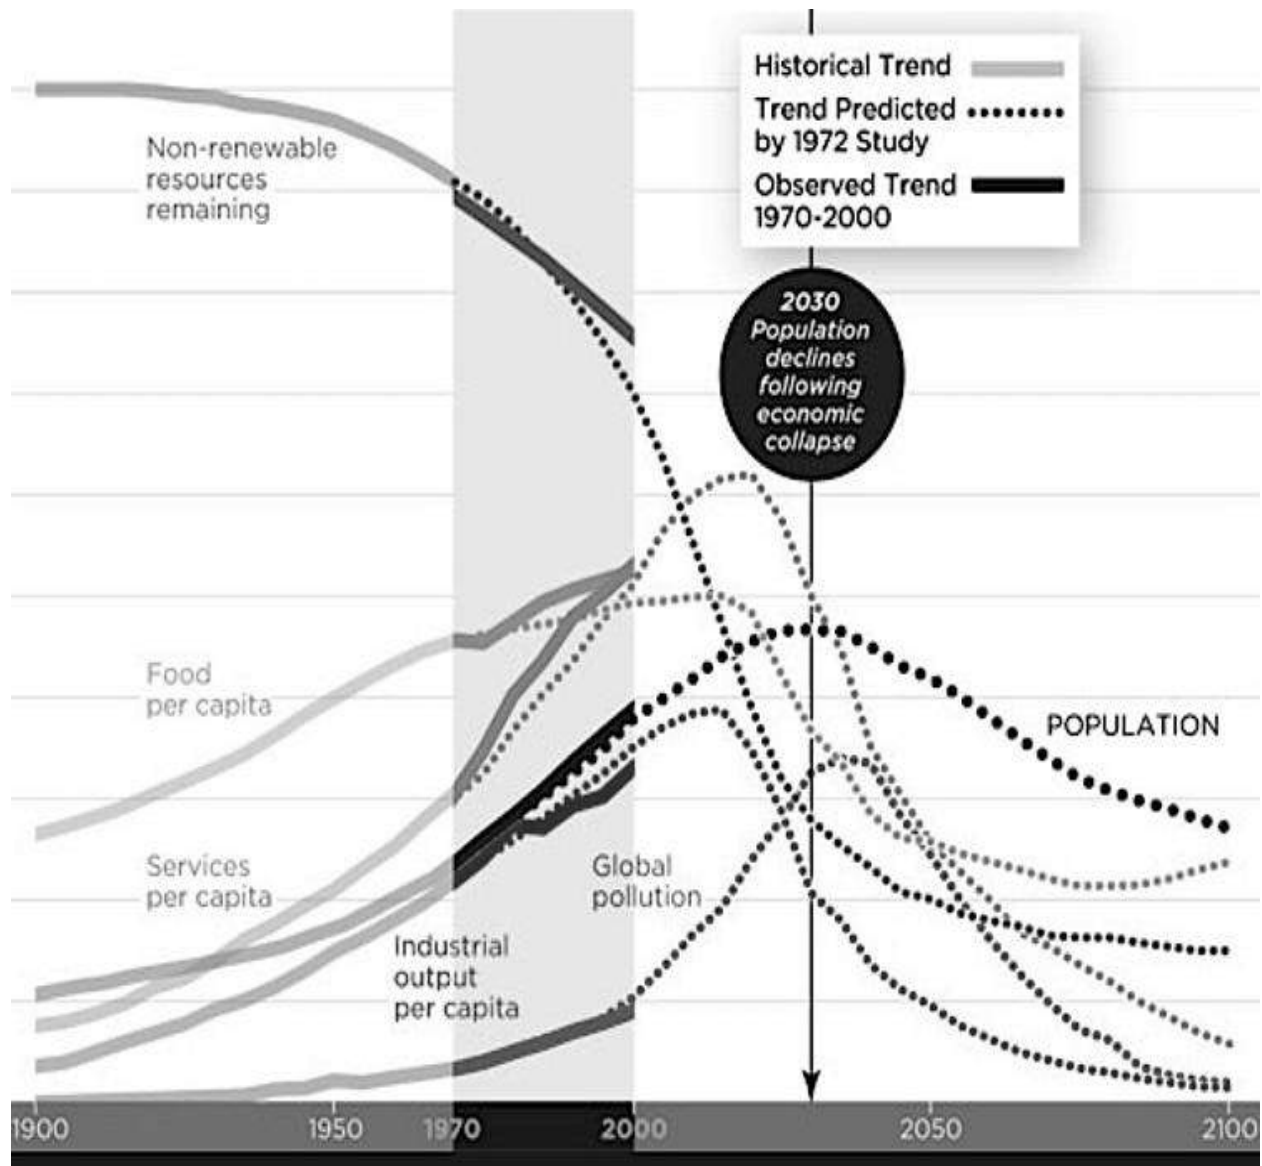 Historical Trend
Trend Predicted
by 1972 Study
Observed Trend
1970-2000
Non-renewable
resources
remaining
2030
Population
declines
following
economic
collapse
Food
per capita
POPULATION
Services
per capita
Global
pollution
Industrial
output
per capita
1900 1950 1970 2000 2050 2100